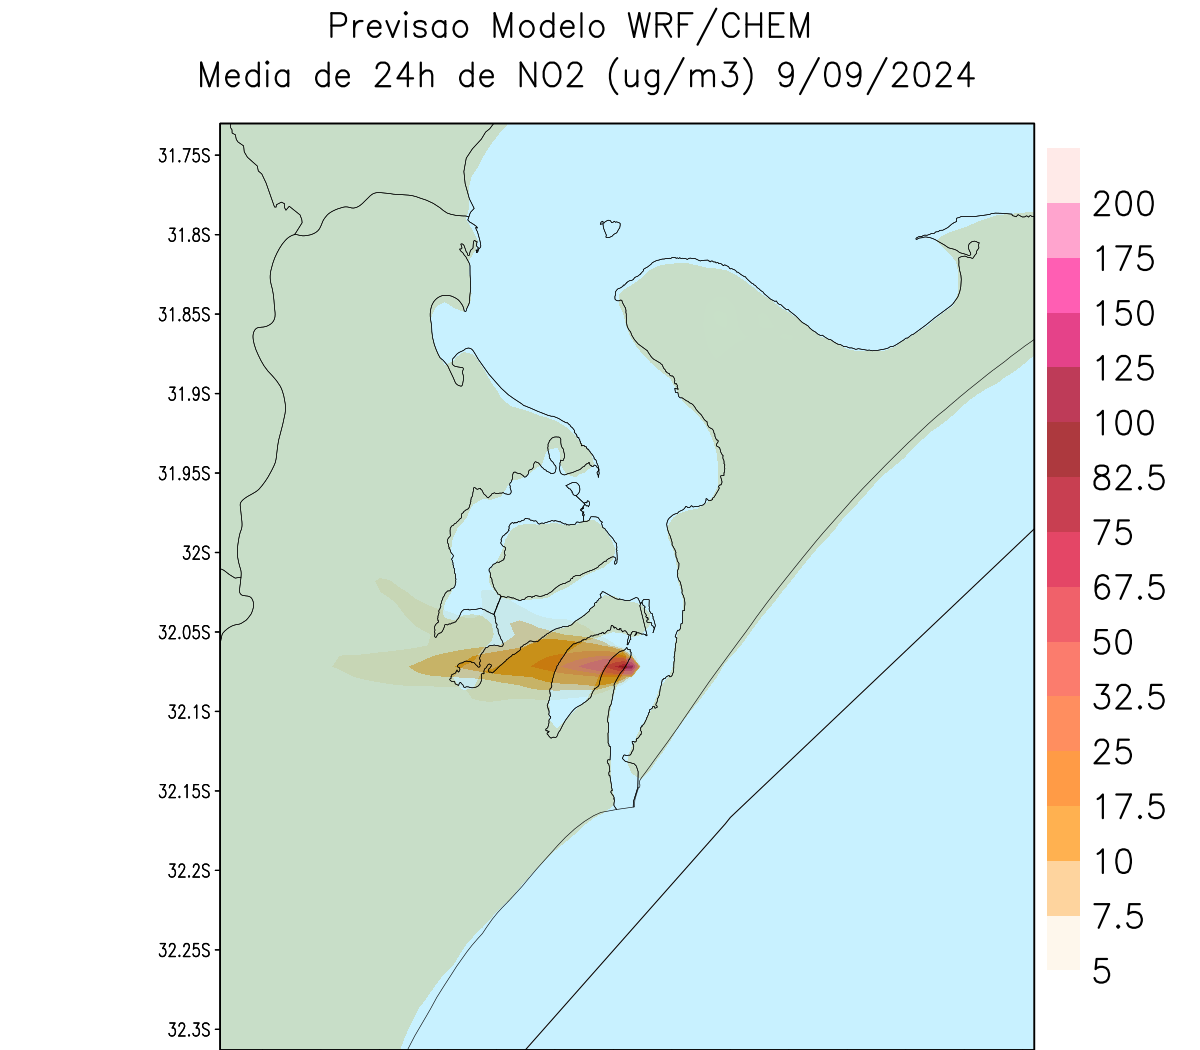 Previsao Modelo WRF/CHEM
Media de 24h de NO2 (ug/m3) 9/09/2024
31.75S
31.8S
31.85S
31.9S
31.95S
32S
32.05S
32.1S
32.15S
32.2S
32.25S
32.3S
200
175
150
125
100
82.5
75
67.5
50
32.5
25
17.5
10
7.5
5